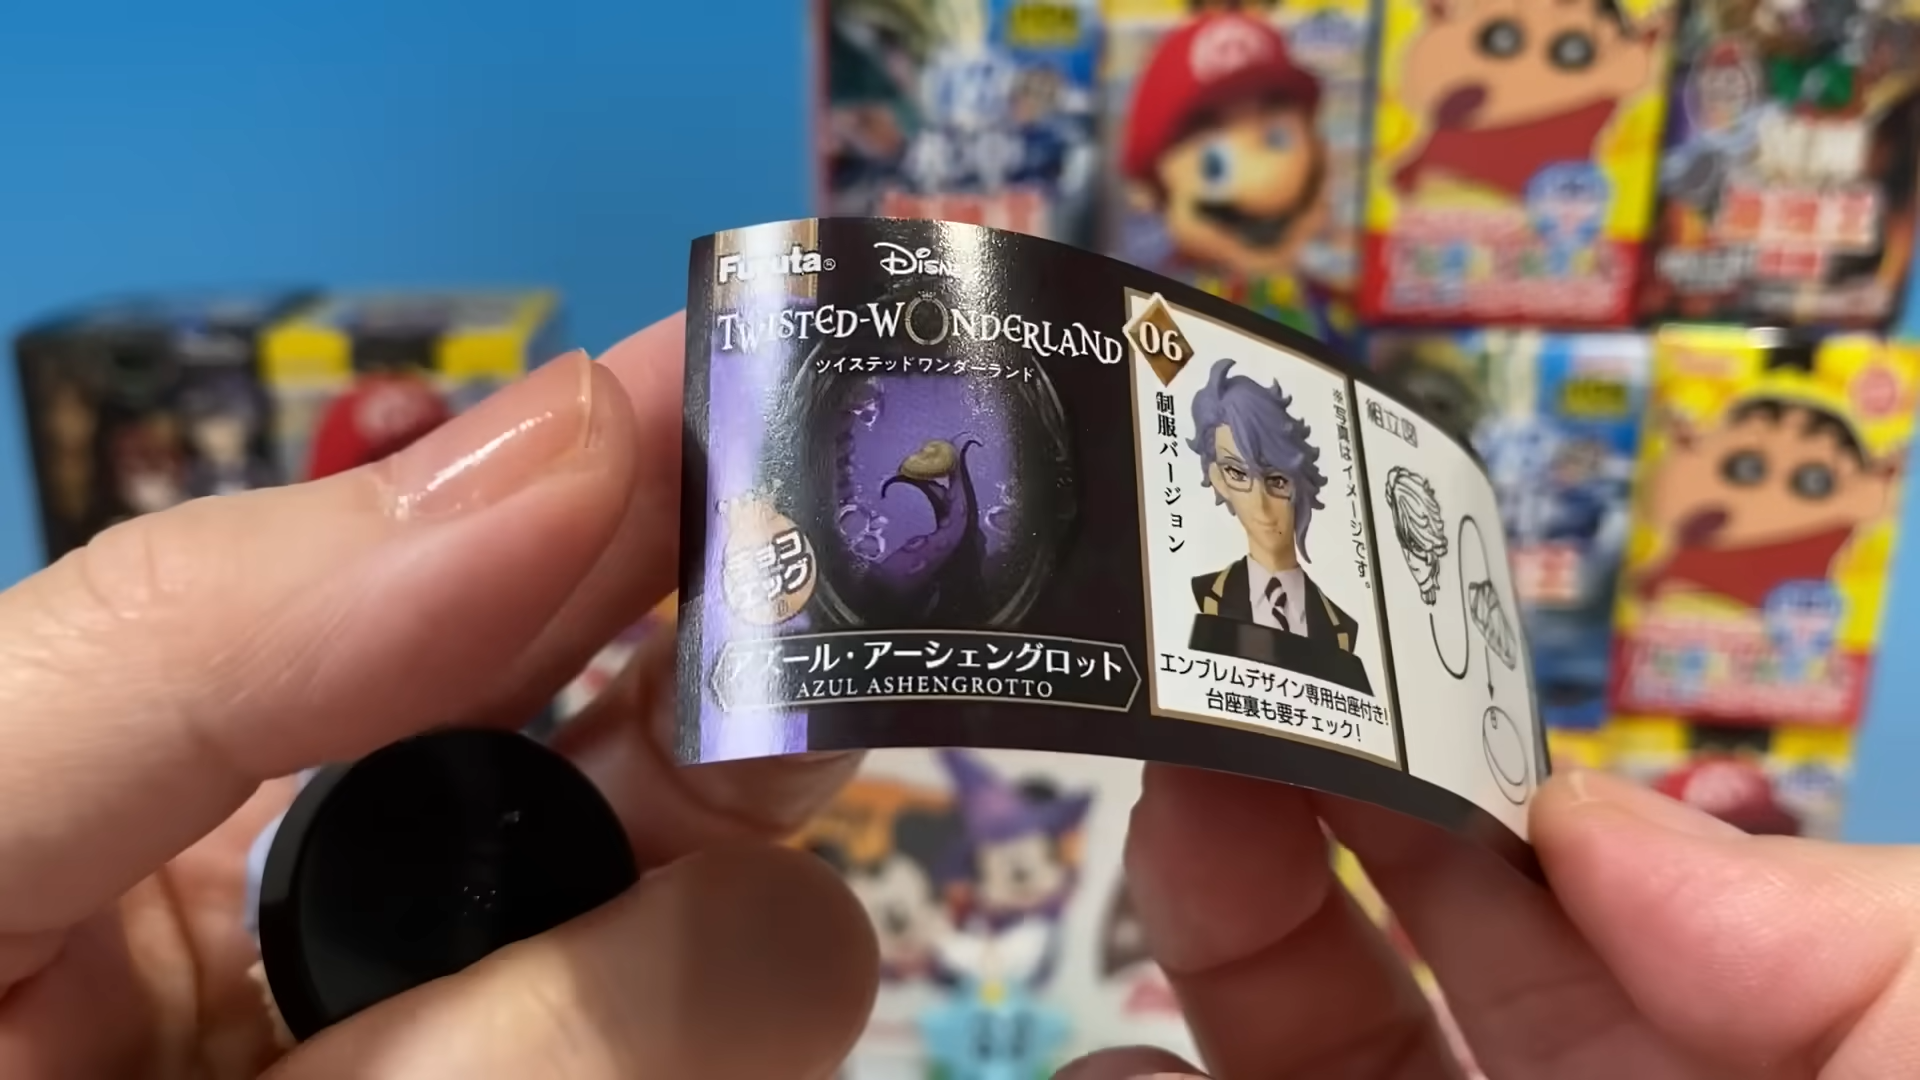 Furuta®
Disney
TWISTED-WONDERLAND
ツイステッドワンダーランド
チョコ
エッグ
アズール・アーシェングロット
AZUL ASHENGROTTO
06
制服バージョン
※写真はイメージです。
エンブレムデザイン専用台座付き!
台座裏も要チェック!
組立図